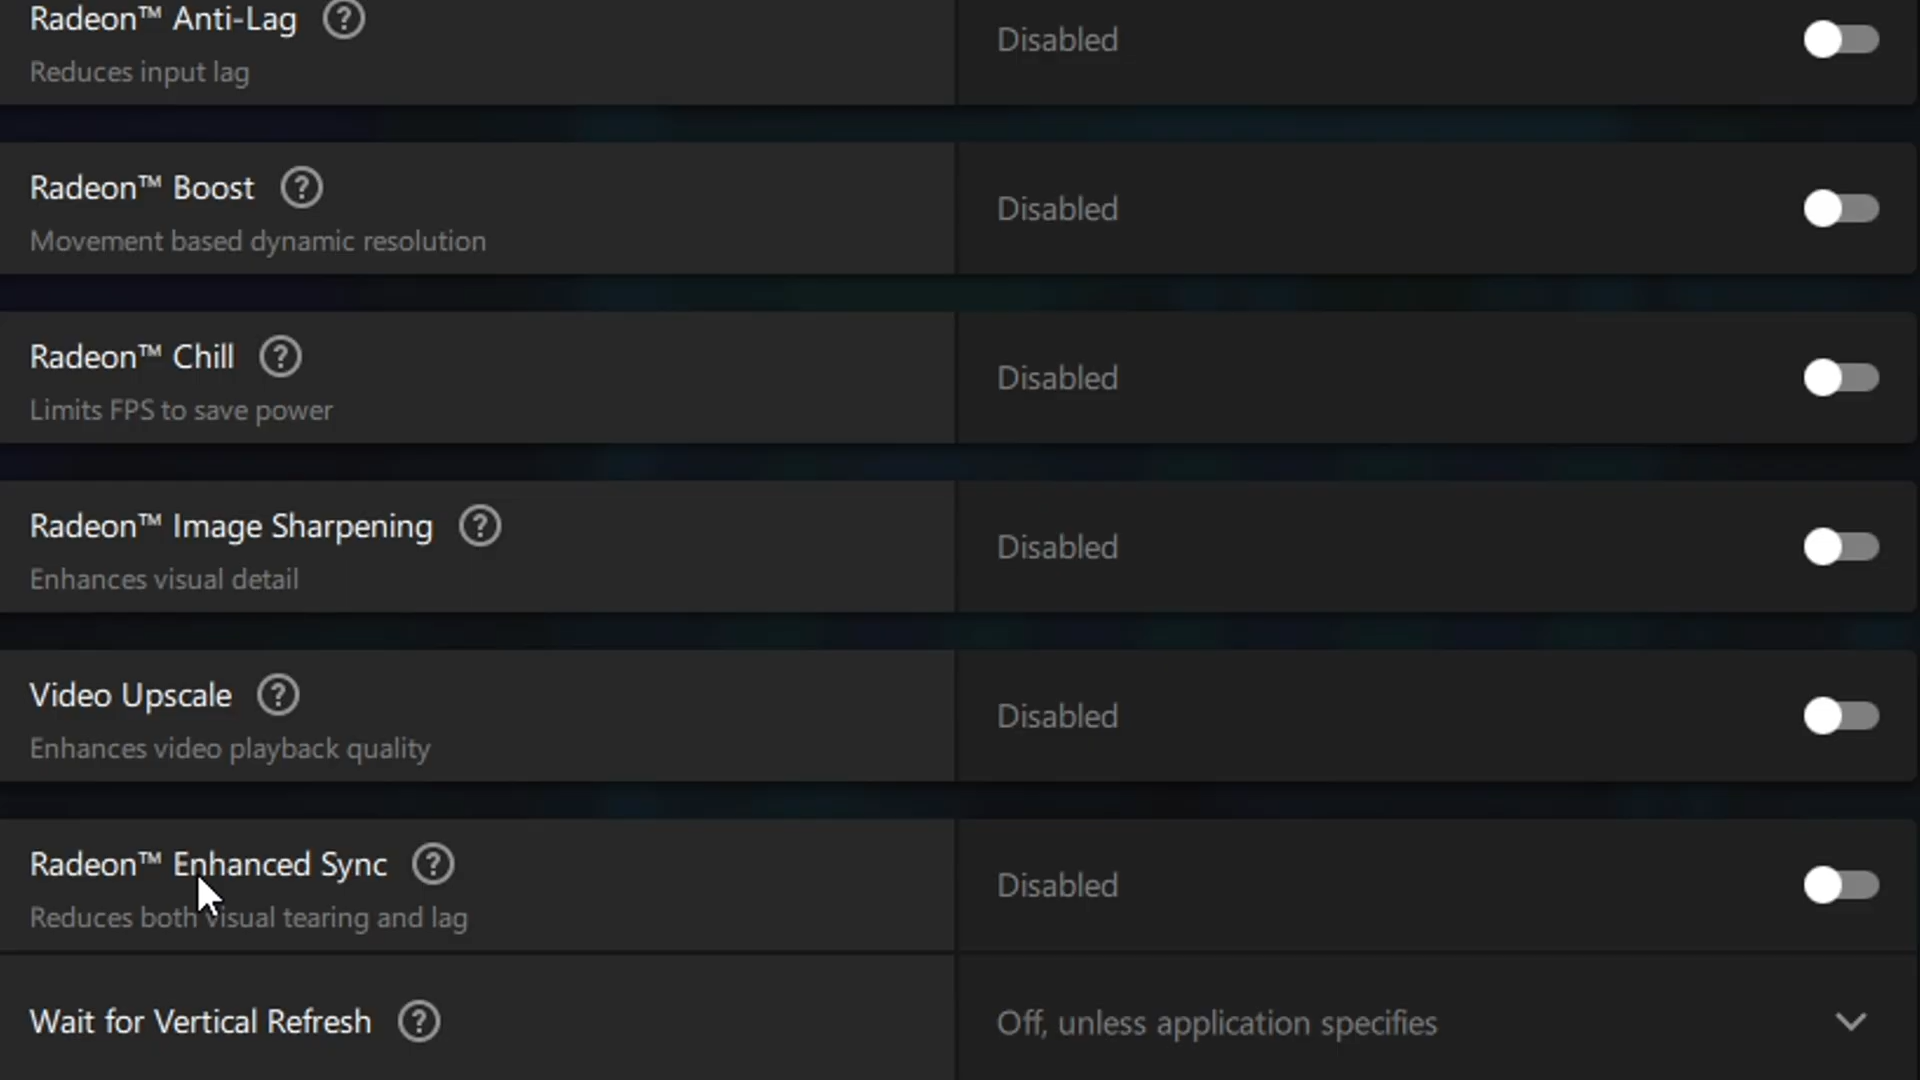 Radeon™ Anti-Lag
Reduces input lag
Disabled
Radeon™ Boost
Movement based dynamic resolution
Disabled
Radeon™ Chill
Limits FPS to save power
Disabled
Radeon™ Image Sharpening
Enhances visual detail
Disabled
Video Upscale
Enhances video playback quality
Disabled
Radeon™ Enhanced Sync
Reduces both visual tearing and lag
Disabled
Wait for Vertical Refresh
Off, unless application specifies